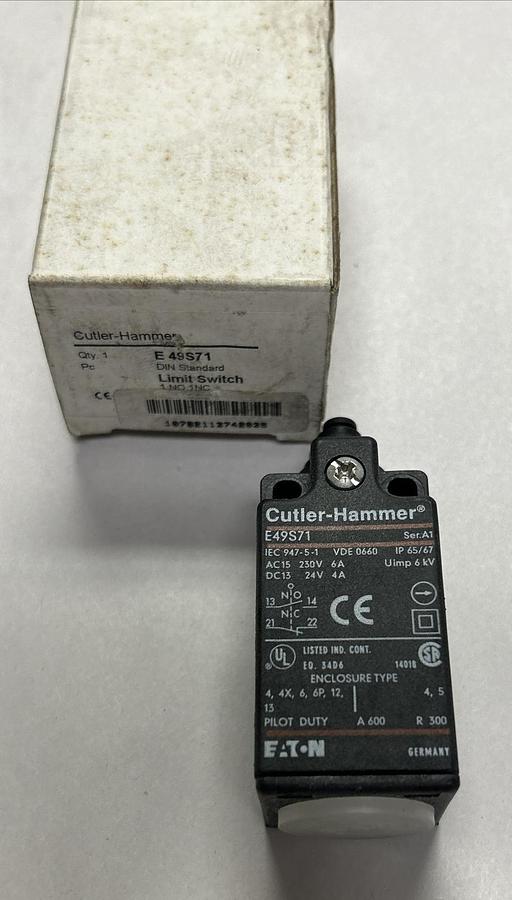 Cutler-Hammer
Qty. 1 E 49S71
Pc DIN Standard
Limit Switch
1 NO 1NC
CE
Cutler-Hammer®
E49S71 Ser.A1
IEC 947-5-1 VDE 0660 IP 65/67
AC15 230V 6A Uimp 6 kV
DC13 24V 4A
N O
13 14
N C
21 22
CE
UL ® LISTED IND. CONT.
EQ. 34D6 14018 SA
ENCLOSURE TYPE
4, 4X, 6, 6P, 12, 4, 5
13
PILOT DUTY A 600 R 300
EATON GERMANY